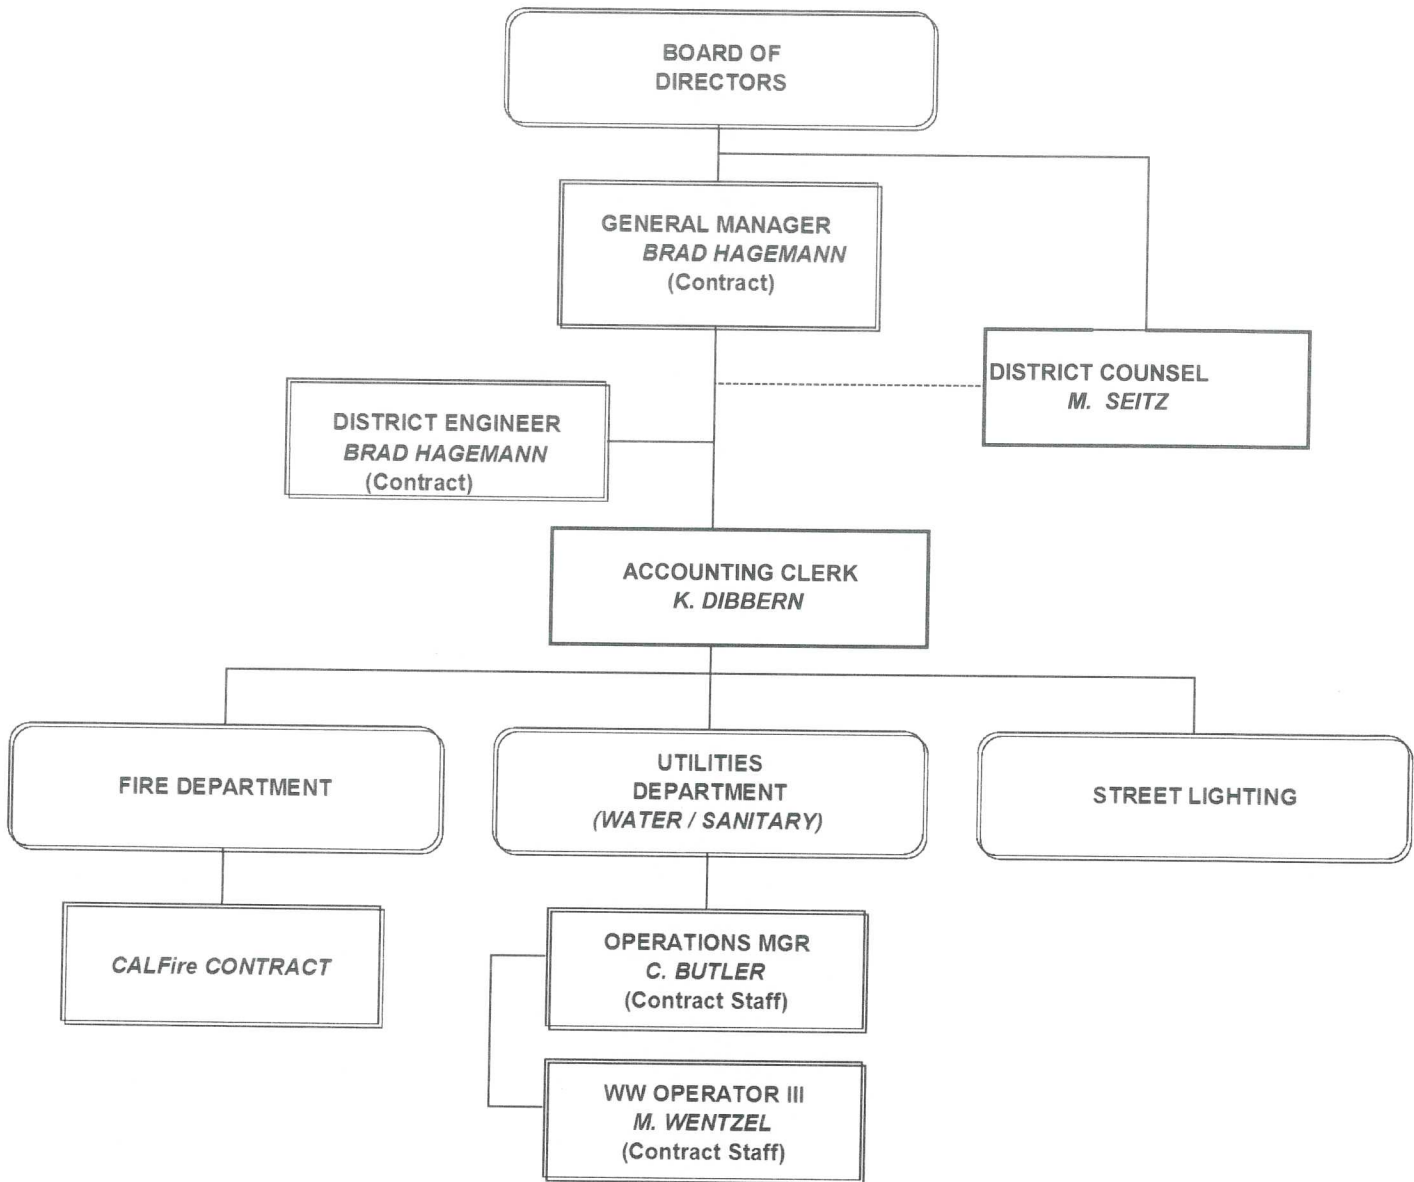 BOARD OF
DIRECTORS
GENERAL MANAGER
BRAD HAGEMANN
(Contract)
DISTRICT COUNSEL
M. SEITZ
DISTRICT ENGINEER
BRAD HAGEMANN
(Contract)
ACCOUNTING CLERK
K. DIBBERN
FIRE DEPARTMENT
UTILITIES
DEPARTMENT
(WATER / SANITARY)
STREET LIGHTING
CALFire CONTRACT
OPERATIONS MGR
C. BUTLER
(Contract Staff)
WW OPERATOR III
M. WENTZEL
(Contract Staff)